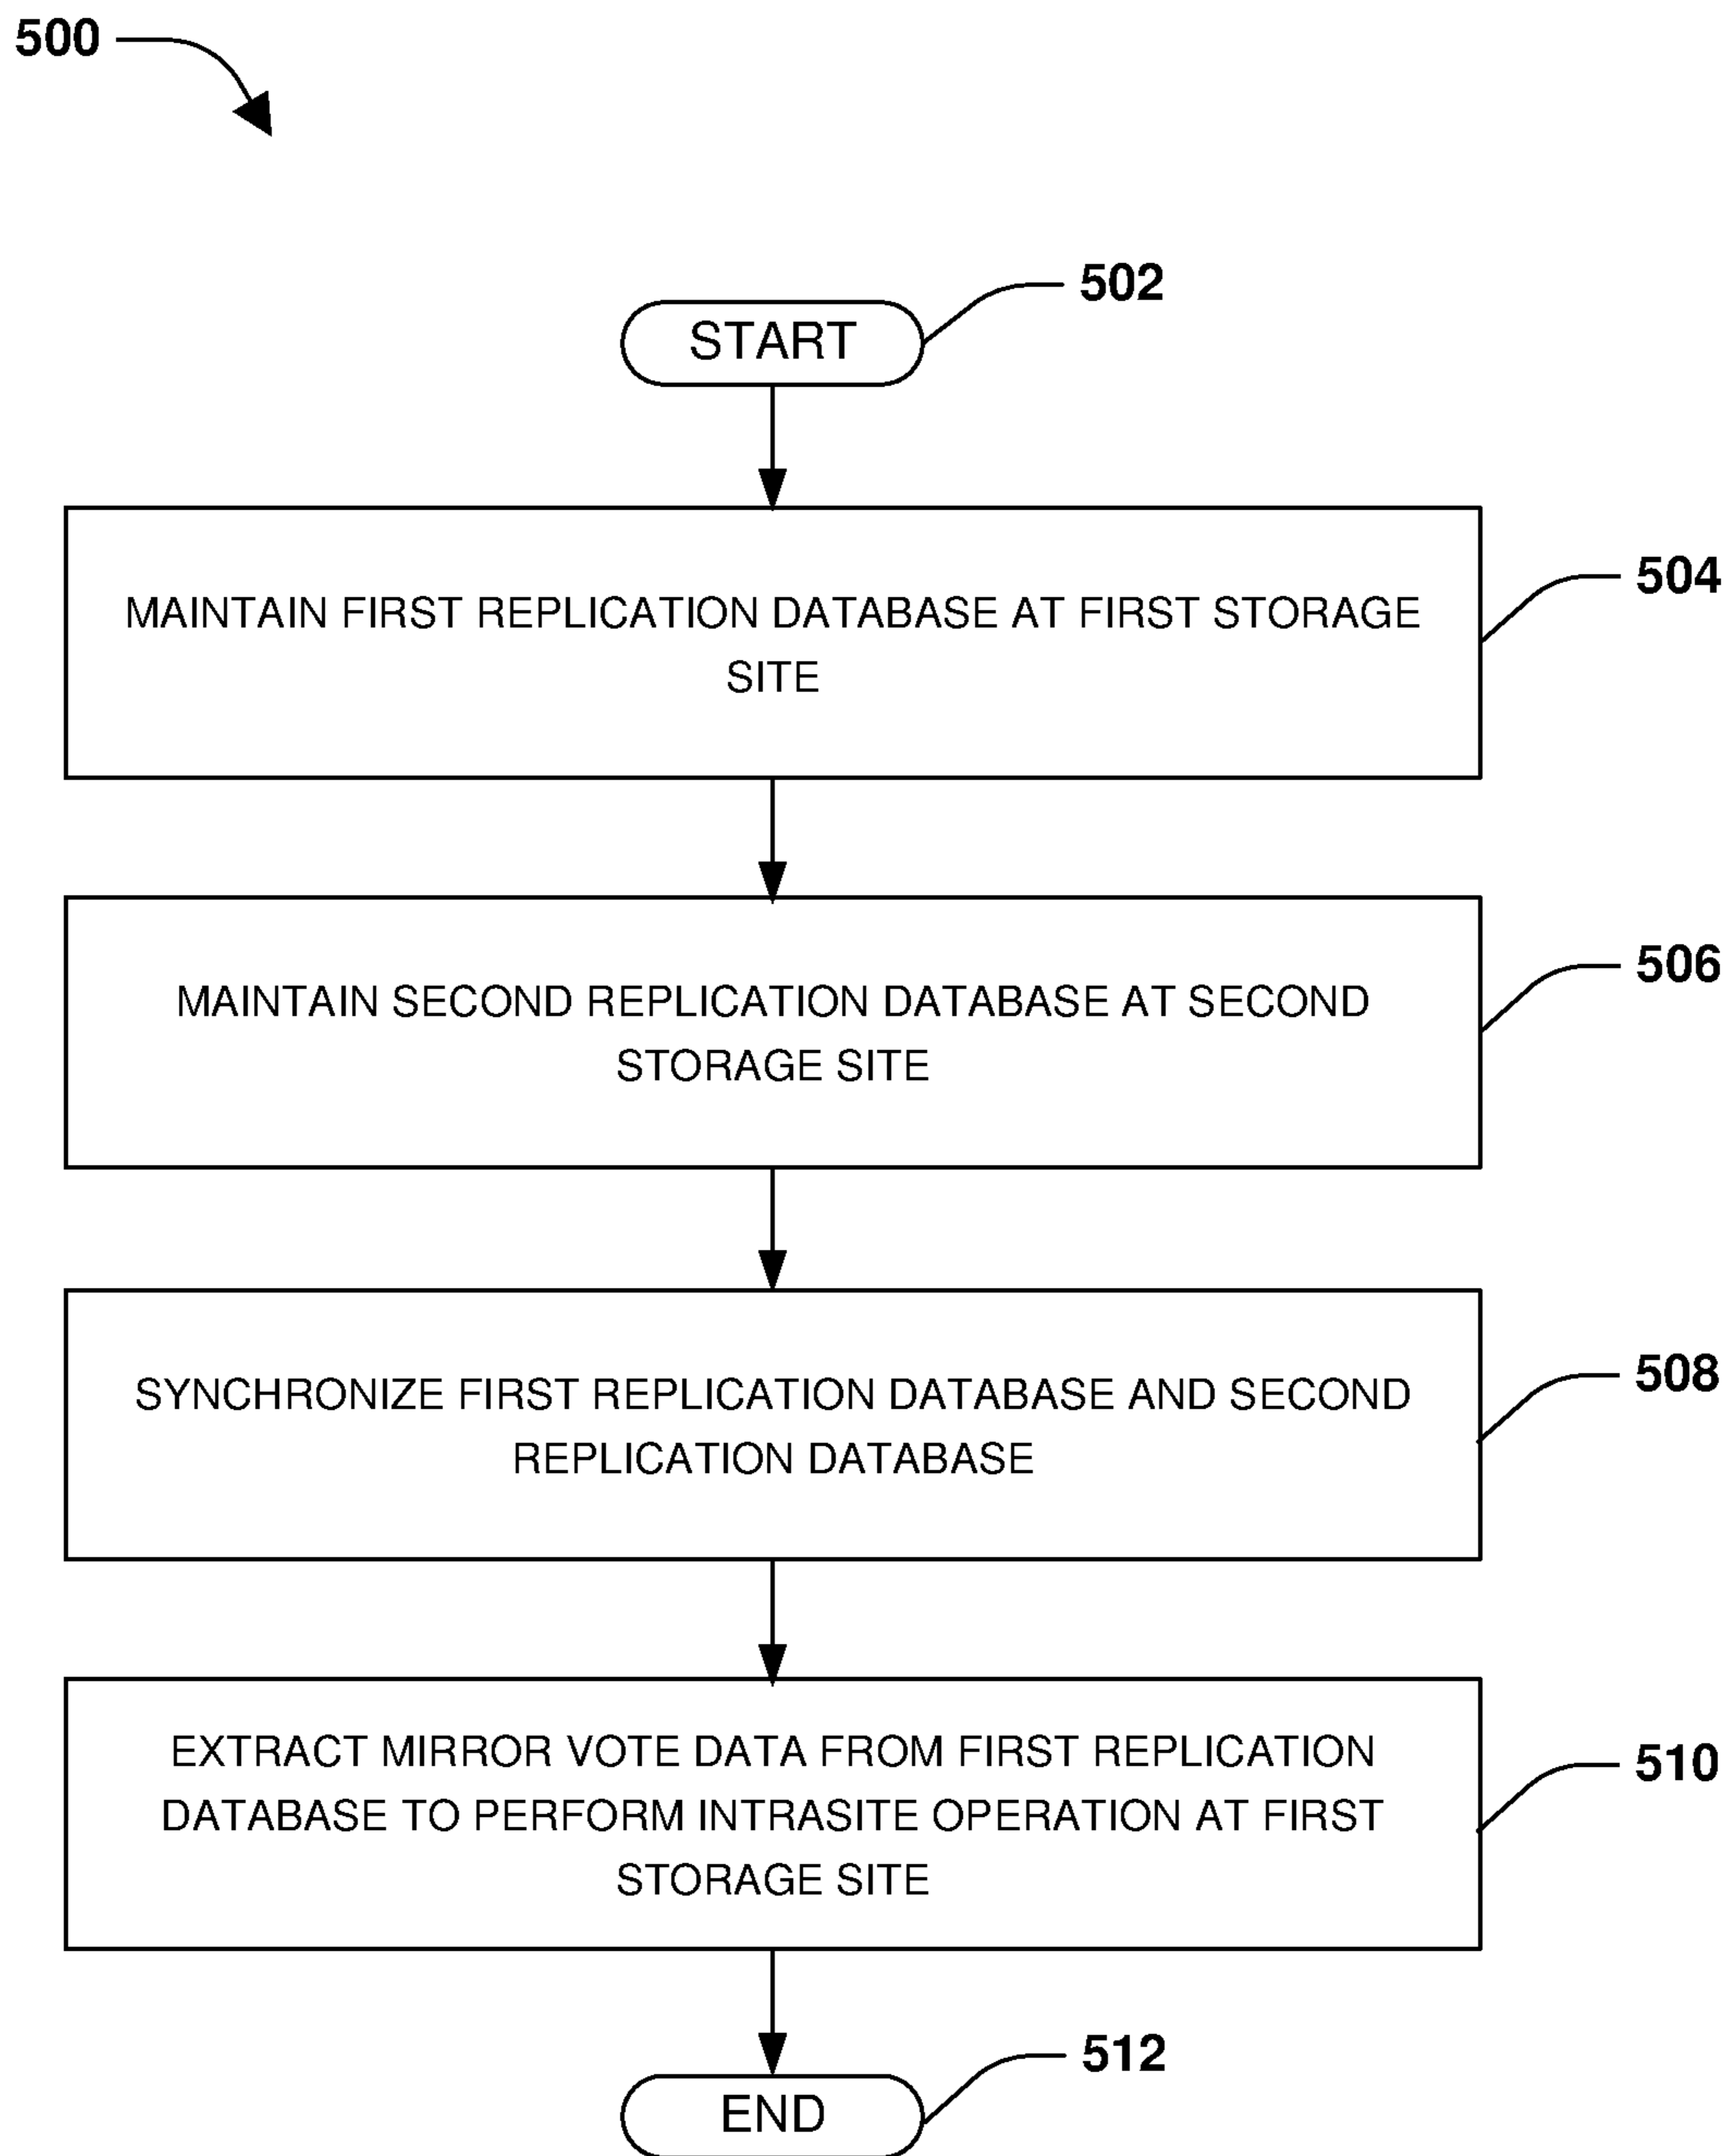 500
502
START
504
MAINTAIN FIRST REPLICATION DATABASE AT FIRST STORAGE
SITE
506
MAINTAIN SECOND REPLICATION DATABASE AT SECOND
STORAGE SITE
508
SYNCHRONIZE FIRST REPLICATION DATABASE AND SECOND
REPLICATION DATABASE
510
EXTRACT MIRROR VOTE DATA FROM FIRST REPLICATION
DATABASE TO PERFORM INTRASITE OPERATION AT FIRST
STORAGE SITE
512
END